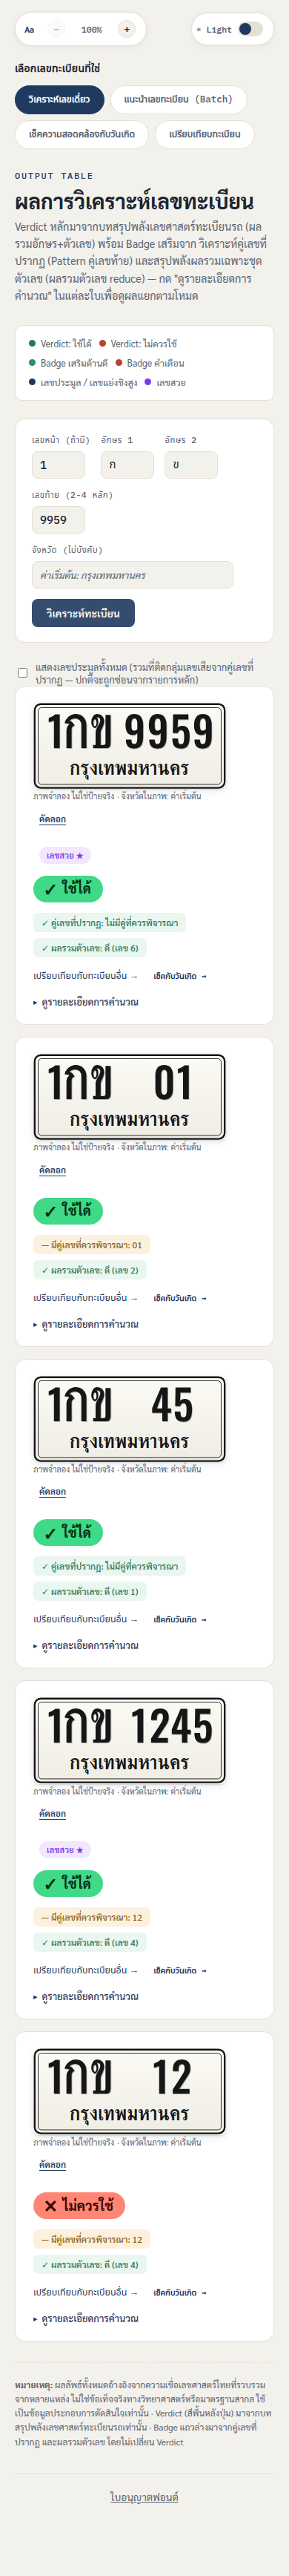 Aa − 100% +
☀ Light
เลือกเลขทะเบียนที่ใช่
วิเคราะห์เลขเดี่ยว
แนะนำเลขทะเบียน (Batch)
เช็คความสอดคล้องกับวันเกิด
เปรียบเทียบทะเบียน
OUTPUT TABLE
ผลการวิเคราะห์เลขทะเบียน
Verdict หลักมาจากบทสรุปพลังเลขศาสตร์ทะเบียนรถ (ผล
รวมอักษร+ตัวเลข) พร้อม Badge เสริมจาก วิเคราะห์คู่เลขที่
ปรากฏ (Pattern คู่เลขท้าย) และสรุปพลังผลรวมเฉพาะชุด
ตัวเลข (ผลรวมตัวเลข reduce) — กด "ดูรายละเอียดการ
คำนวณ" ในแต่ละใบเพื่อดูผลแยกตามโหมด
Verdict: ใช้ได้ Verdict: ไม่ควรใช้
Badge เสริมด้านดี Badge คำเตือน
เลขประมูล / เลขแย่งชิงสูง เลขสวย
เลขหน้า (ถ้ามี) อักษร 1 อักษร 2
1 ก ข
เลขท้าย (2-4 หลัก)
9959
จังหวัด (ไม่บังคับ)
ค่าเริ่มต้น: กรุงเทพมหานคร
วิเคราะห์ทะเบียน
แสดงเลขประมูลทั้งหมด (รวมที่ติดกลุ่มเลขเสียจากคู่เลขที่
ปรากฏ — ปกติจะถูกซ่อนจากรายการหลัก)
1กข 9959
กรุงเทพมหานคร
ภาพจำลอง ไม่ใช่ป้ายจริง · จังหวัดในภาพ: ค่าเริ่มต้น
คัดลอก
เลขสวย ★
✓ ใช้ได้
✓ คู่เลขที่ปรากฏ: ไม่มีคู่ที่ควรพิจารณา
✓ ผลรวมตัวเลข: ดี (เลข 6)
เปรียบเทียบกับทะเบียนอื่น → เช็คกับวันเกิด →
▸ ดูรายละเอียดการคำนวณ
1กข 01
กรุงเทพมหานคร
ภาพจำลอง ไม่ใช่ป้ายจริง · จังหวัดในภาพ: ค่าเริ่มต้น
คัดลอก
✓ ใช้ได้
— มีคู่เลขที่ควรพิจารณา: 01
✓ ผลรวมตัวเลข: ดี (เลข 2)
เปรียบเทียบกับทะเบียนอื่น → เช็คกับวันเกิด →
▸ ดูรายละเอียดการคำนวณ
1กข 45
กรุงเทพมหานคร
ภาพจำลอง ไม่ใช่ป้ายจริง · จังหวัดในภาพ: ค่าเริ่มต้น
คัดลอก
✓ ใช้ได้
✓ คู่เลขที่ปรากฏ: ไม่มีคู่ที่ควรพิจารณา
✓ ผลรวมตัวเลข: ดี (เลข 1)
เปรียบเทียบกับทะเบียนอื่น → เช็คกับวันเกิด →
▸ ดูรายละเอียดการคำนวณ
1กข 1245
กรุงเทพมหานคร
ภาพจำลอง ไม่ใช่ป้ายจริง · จังหวัดในภาพ: ค่าเริ่มต้น
คัดลอก
เลขสวย ★
✓ ใช้ได้
— มีคู่เลขที่ควรพิจารณา: 12
✓ ผลรวมตัวเลข: ดี (เลข 4)
เปรียบเทียบกับทะเบียนอื่น → เช็คกับวันเกิด →
▸ ดูรายละเอียดการคำนวณ
1กข 12
กรุงเทพมหานคร
ภาพจำลอง ไม่ใช่ป้ายจริง · จังหวัดในภาพ: ค่าเริ่มต้น
คัดลอก
✕ ไม่ควรใช้
— มีคู่เลขที่ควรพิจารณา: 12
✓ ผลรวมตัวเลข: ดี (เลข 4)
เปรียบเทียบกับทะเบียนอื่น → เช็คกับวันเกิด →
▸ ดูรายละเอียดการคำนวณ
หมายเหตุ: ผลลัพธ์ทั้งหมดอ้างอิงจากความเชื่อเลขศาสตร์ไทยที่รวบรวม
จากหลายแหล่ง ไม่ใช่ข้อเท็จจริงทางวิทยาศาสตร์หรือมาตรฐานสากล ใช้
เป็นข้อมูลประกอบการตัดสินใจเท่านั้น · Verdict (สีพื้นหลังปุ่ม) มาจากบท
สรุปพลังเลขศาสตร์ทะเบียนรถเท่านั้น · Badge แถวล่างมาจากคู่เลขที่
ปรากฏ และผลรวมตัวเลข โดยไม่เปลี่ยน Verdict
ใบอนุญาตฟอนต์